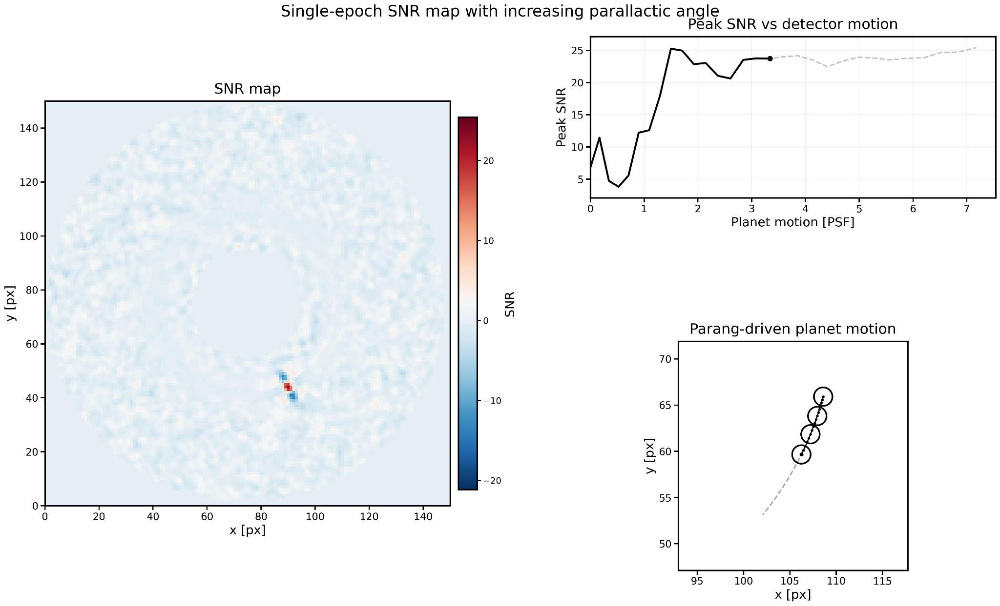 Single-epoch SNR map with increasing parallactic angle
SNR map
140
120
100
80
60
40
20
0
y [px]
0 20 40 60 80 100 120 140
x [px]
20
10
0
−10
−20
SNR
Peak SNR vs detector motion
25
20
15
10
5
Peak SNR
0 1 2 3 4 5 6 7
Planet motion [PSF]
Parang-driven planet motion
70
65
60
55
50
y [px]
95 100 105 110 115
x [px]